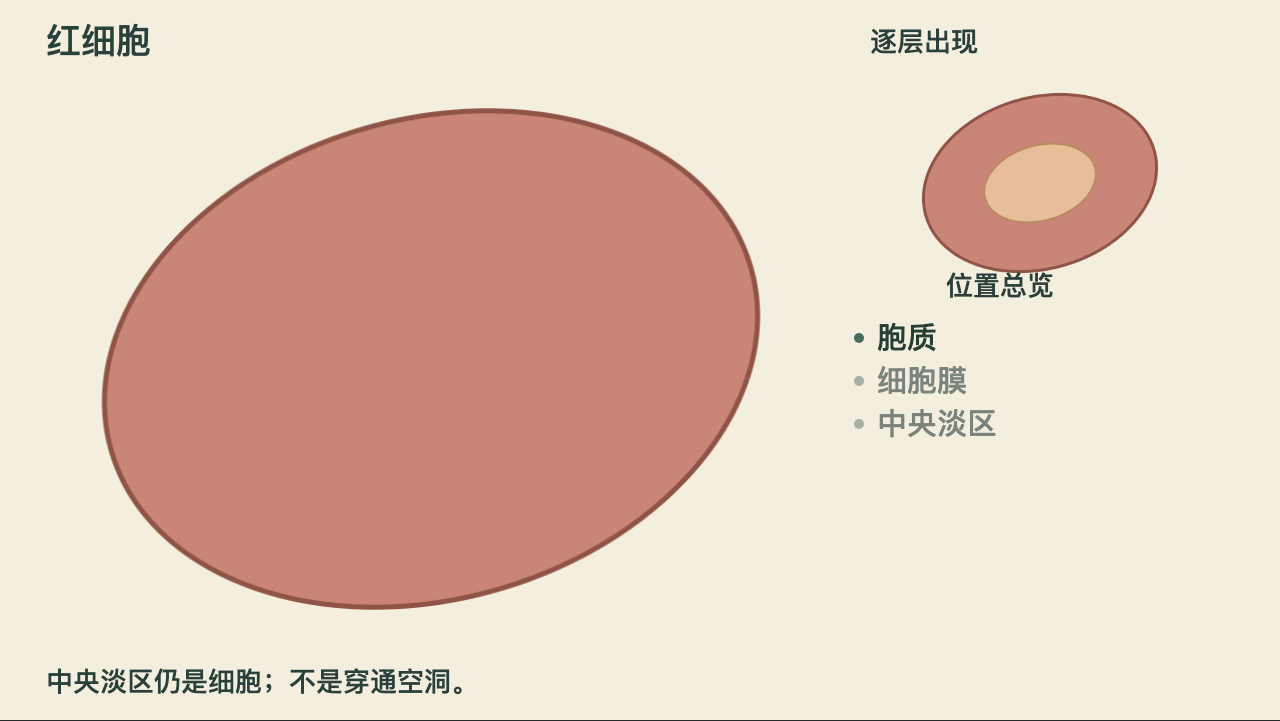 红细胞
逐层出现
位置总览
胞质
细胞膜
中央淡区
中央淡区仍是细胞；不是穿通空洞。